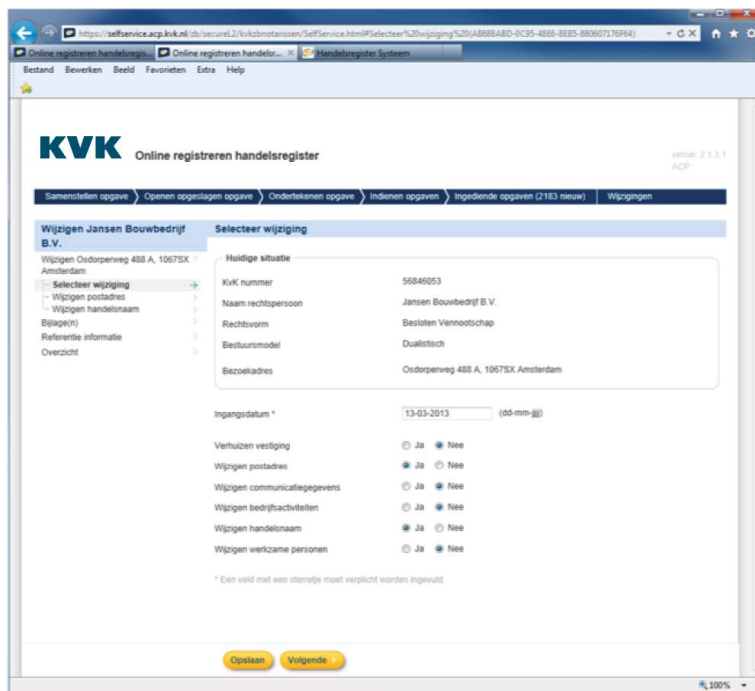 https://selfservice.acp.kvk.nl/zb/secureL2/kvkzbnotarissen/SelfService.html#Selecteer%20wijziging%20(AB688ABD-0C95-48E6-8EB5-880607176F64)
Online registreren handelsregis... Online registreren handelsr... Handelsregister Systeem
Bestand Bewerken Beeld Favorieten Extra Help
KVK Online registreren handelsregister
versie: 2.1.3.1
ACP
Samenstellen opgave Openen opgeslagen opgave Ondertekenen opgave Indienen opgaven Ingediende opgaven (2183 nieuw) Wijzigingen
Wijzigen Jansen Bouwbedrijf B.V.
Wijzigen Osdorperweg 488 A, 1067SX Amsterdam
Selecteer wijziging
Wijzigen postadres
Wijzigen handelsnaam
Bijlage(n)
Referentie informatie
Overzicht
Selecteer wijziging
Huidige situatie
KvK nummer 56846053
Naam rechtspersoon Jansen Bouwbedrijf B.V.
Rechtsvorm Besloten Vennootschap
Bestuursmodel Dualistisch
Bezoekadres Osdorperweg 488 A, 1067SX Amsterdam
Ingangsdatum * 13-03-2013 (dd-mm-jjjj)
Verhuizen vestiging Ja Nee
Wijzigen postadres Ja Nee
Wijzigen communicatiegegevens Ja Nee
Wijzigen bedrijfsactiviteiten Ja Nee
Wijzigen handelsnaam Ja Nee
Wijzigen werkzame personen Ja Nee
* Een veld met een sterretje moet verplicht worden ingevuld.
Opslaan Volgende
100%